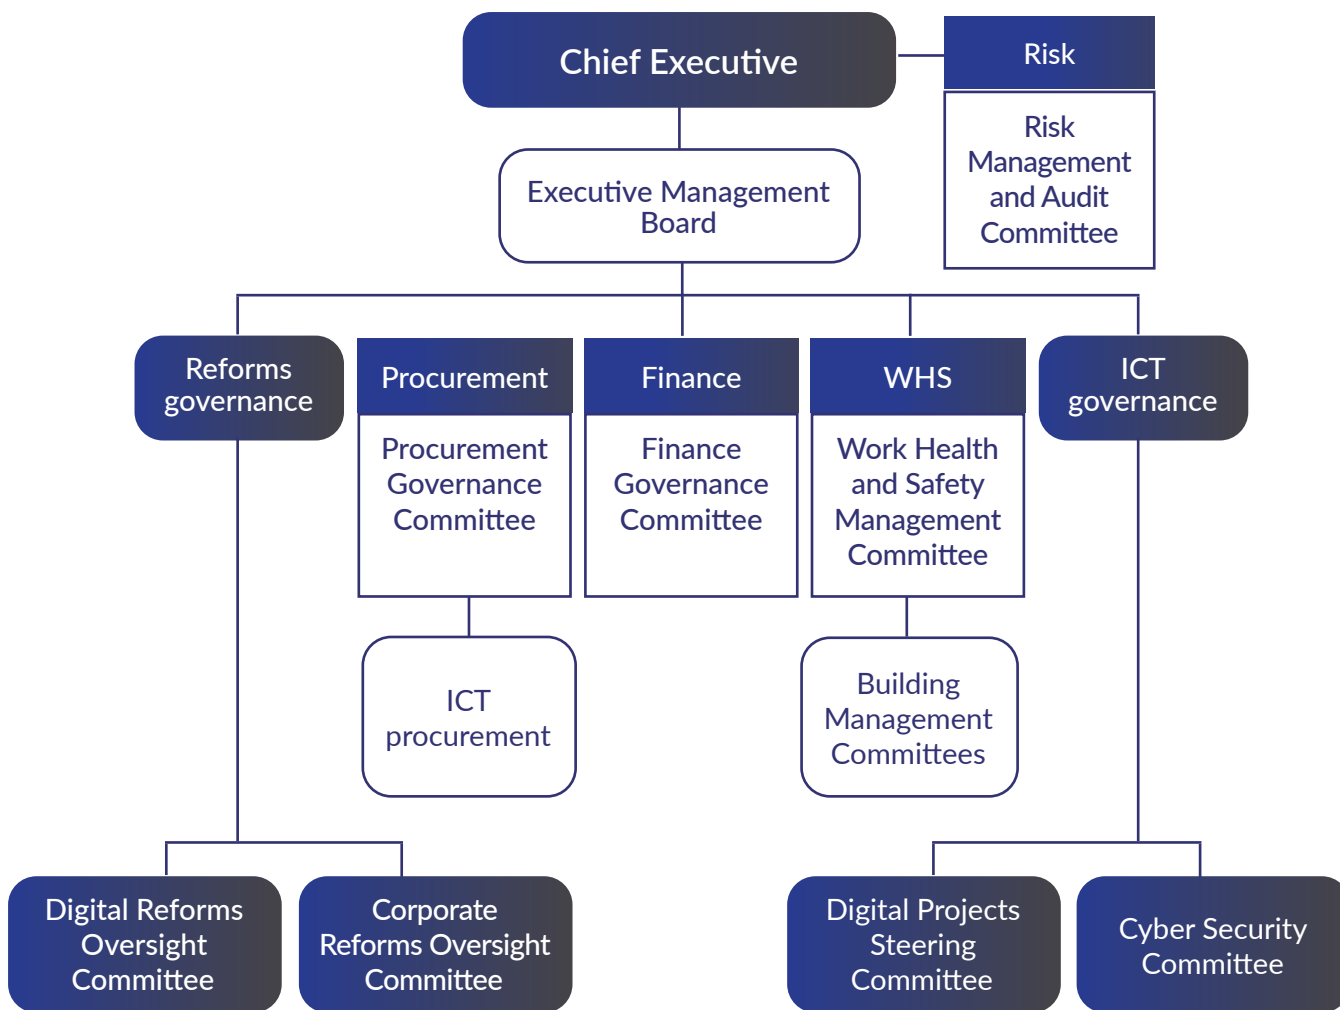 Chief Executive
Risk
Risk
Management
and Audit
Committee
Executive Management
Board
Reforms
governance
Procurement
Procurement
Governance
Committee
Finance
Finance
Governance
Committee
WHS
Work Health
and Safety
Management
Committee
ICT
governance
ICT
procurement
Building
Management
Committees
Digital Reforms
Oversight
Committee
Corporate
Reforms Oversight
Committee
Digital Projects
Steering
Committee
Cyber Security
Committee